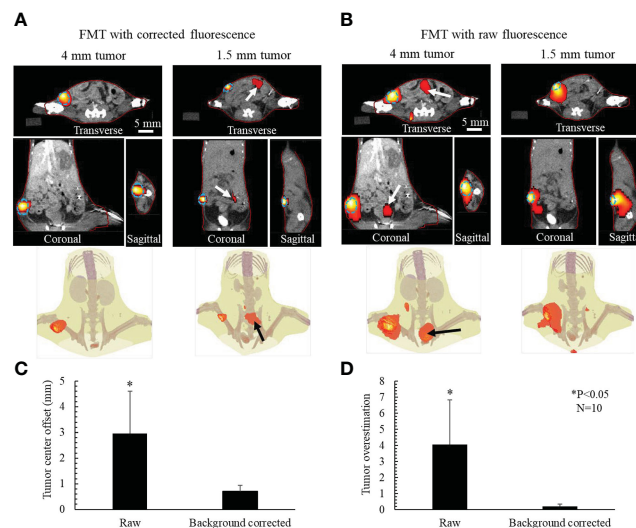 A
FMT with corrected fluorescence
4 mm tumor
1.5 mm tumor
Transverse
5 mm
Transverse
Coronal
Sagittal
Coronal
Sagittal
B
FMT with raw fluorescence
4 mm tumor
1.5 mm tumor
Transverse
5 mm
Transverse
Coronal
Sagittal
Coronal
Sagittal
C
Tumor center offset (mm)
5
4
3
2
1
0
*
Raw
Background corrected
D
Tumor overestimation
8
7
6
5
4
3
2
1
0
*
*P<0.05
N=10
Raw
Background corrected